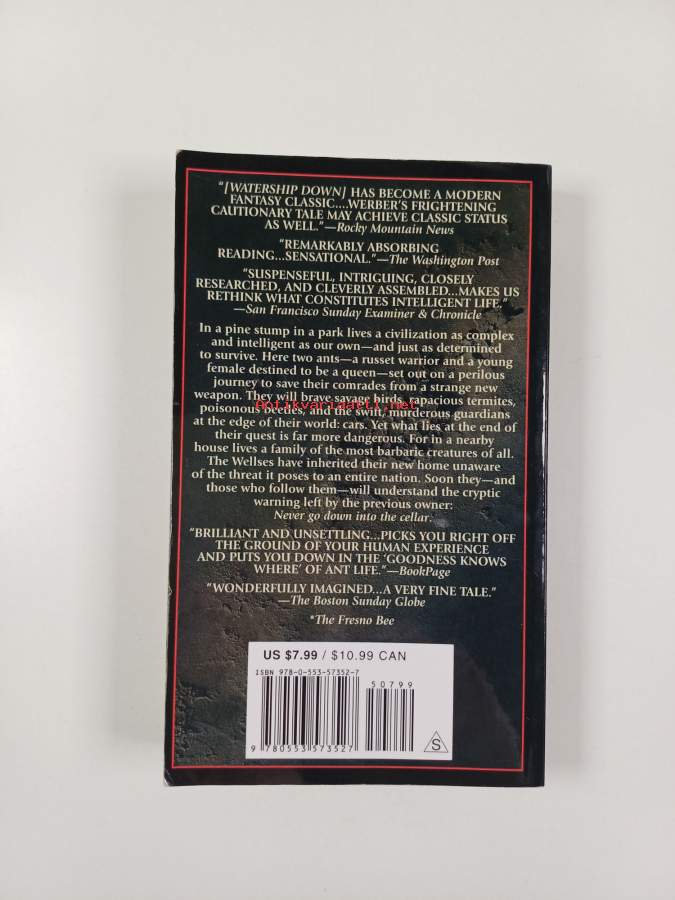 "[WATERSHIP DOWN] HAS BECOME A MODERN
FANTASY CLASSIC....WERBER'S FRIGHTENING
CAUTIONARY TALE MAY ACHIEVE CLASSIC STATUS
AS WELL."—Rocky Mountain News
"REMARKABLY ABSORBING
READING...SENSATIONAL."—The Washington Post
"SUSPENSEFUL, INTRIGUING, CLOSELY
RESEARCHED, AND CLEVERLY ASSEMBLED...MAKES US
RETHINK WHAT CONSTITUTES INTELLIGENT LIFE."
—San Francisco Sunday Examiner & Chronicle
In a pine stump in a park lives a civilization as complex
and intelligent as our own—and just as determined
to survive. Here two ants—a russet warrior and a young
female destined to be a queen—set out on a perilous
journey to save their comrades from a strange new
weapon. They will brave savage birds, rapacious termites,
antikvariaatti.net
poisonous beetles, and the swift, murderous guardians
at the edge of their world: cars. Yet what lies at the end of
their quest is far more dangerous. For in a nearby
house lives a family of the most barbaric creatures of all.
The Wellses have inherited their new home unaware
of the threat it poses to an entire nation. Soon they—and
those who follow them—will understand the cryptic
warning left by the previous owner:
Never go down into the cellar.
"BRILLIANT AND UNSETTLING...PICKS YOU RIGHT OFF
THE GROUND OF YOUR HUMAN EXPERIENCE
AND PUTS YOU DOWN IN THE 'GOODNESS KNOWS
WHERE' OF ANT LIFE."—BookPage
"WONDERFULLY IMAGINED...A VERY FINE TALE."
—The Boston Sunday Globe
*The Fresno Bee
US $7.99 / $10.99 CAN
ISBN 978-0-553-57352-7
50799
9 780553 573527
S